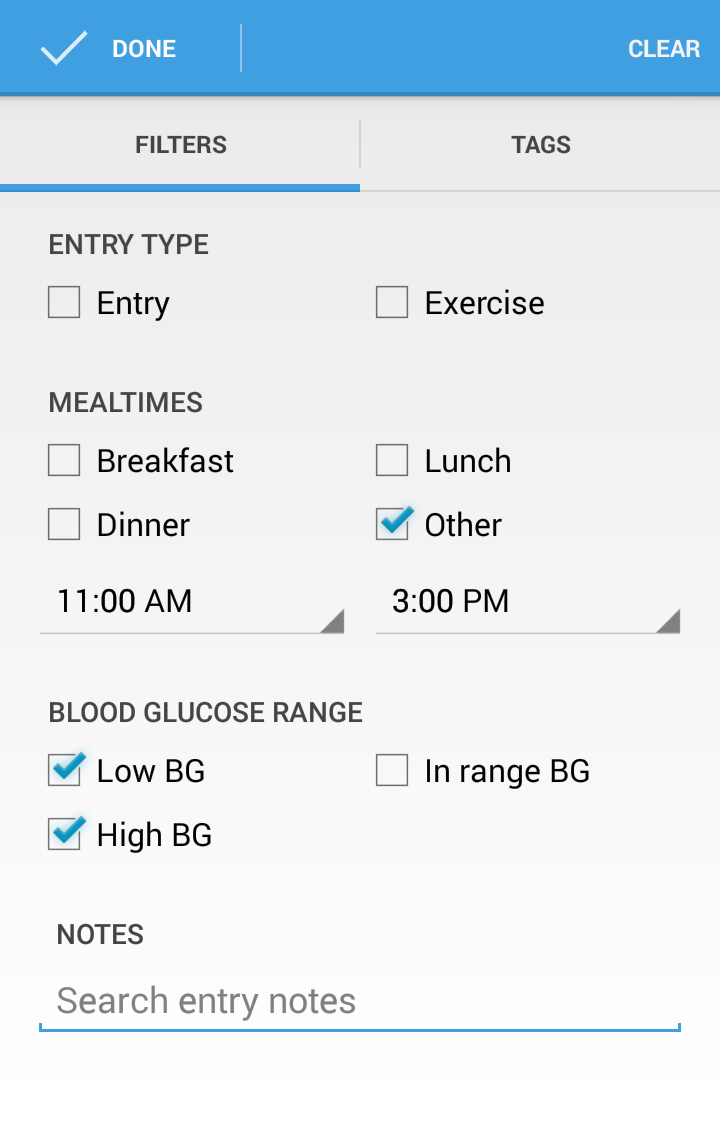 DONE CLEAR
FILTERS TAGS
ENTRY TYPE
Entry Exercise
MEALTIMES
Breakfast Lunch
Dinner Other
11:00 AM 3:00 PM
BLOOD GLUCOSE RANGE
Low BG In range BG
High BG
NOTES
Search entry notes